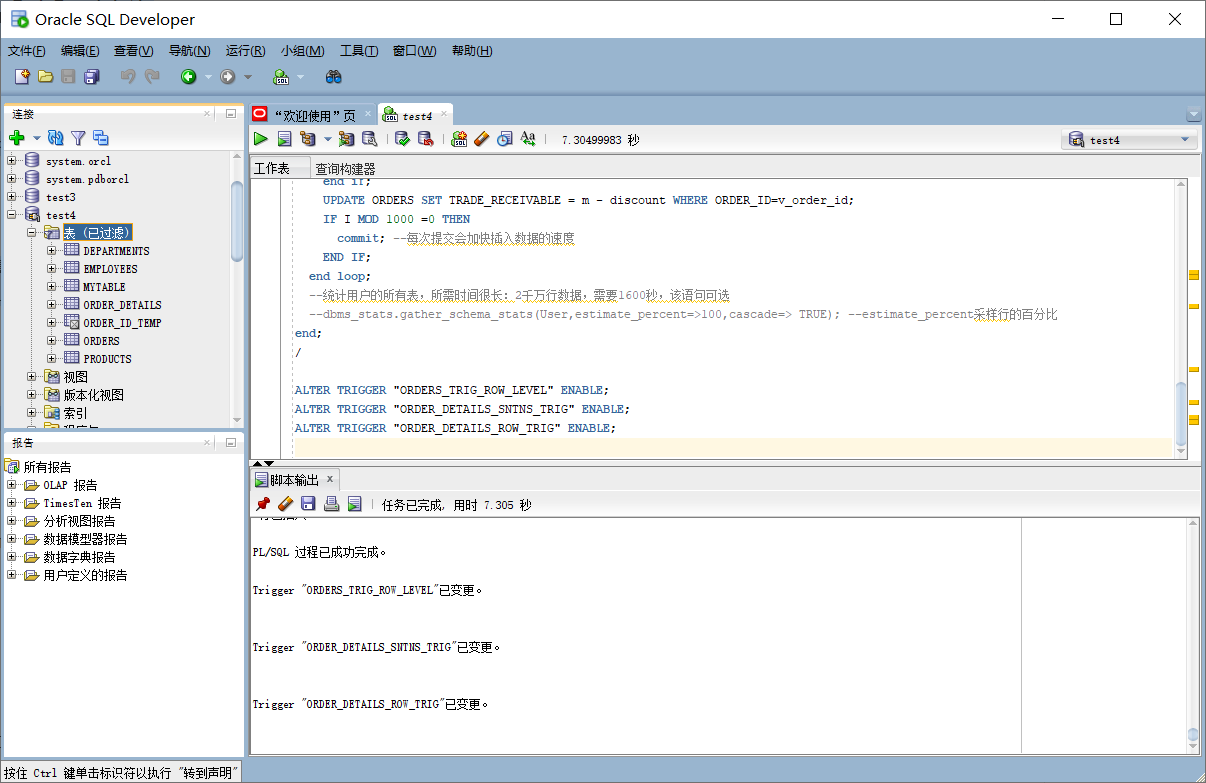 Oracle SQL Developer
文件(F) 编辑(E) 查看(V) 导航(N) 运行(R) 小组(M) 工具(T) 窗口(W) 帮助(H)
连接
system.orcl
system.pdborcl
test3
test4
表 (已过滤)
DEPARTMENTS
EMPLOYEES
MYTABLE
ORDER_DETAILS
ORDER_ID_TEMP
ORDERS
PRODUCTS
视图
版本化视图
索引
报告
所有报告
OLAP 报告
TimesTen 报告
分析视图报告
数据模型器报告
数据字典报告
用户定义的报告
“欢迎使用”页 test4
7.30499983 秒
test4
工作表 查询构建器
end if;
UPDATE ORDERS SET TRADE_RECEIVABLE = m - discount WHERE ORDER_ID=v_order_id;
IF I MOD 1000 =0 THEN
commit; --每次提交会加快插入数据的速度
END IF;
end loop;
--统计用户的所有表，所需时间很长：2千万行数据，需要1600秒，该语句可选
--dbms_stats.gather_schema_stats(User,estimate_percent=>100,cascade=> TRUE); --estimate_percent采样行的百分比
end;
/
ALTER TRIGGER "ORDERS_TRIG_ROW_LEVEL" ENABLE;
ALTER TRIGGER "ORDER_DETAILS_SNTNS_TRIG" ENABLE;
ALTER TRIGGER "ORDER_DETAILS_ROW_TRIG" ENABLE;
脚本输出
任务已完成, 用时 7.305 秒
PL/SQL 过程已成功完成。
Trigger "ORDERS_TRIG_ROW_LEVEL"已变更。
Trigger "ORDER_DETAILS_SNTNS_TRIG"已变更。
Trigger "ORDER_DETAILS_ROW_TRIG"已变更。
按住 Ctrl 键单击标识符以执行 "转到声明"